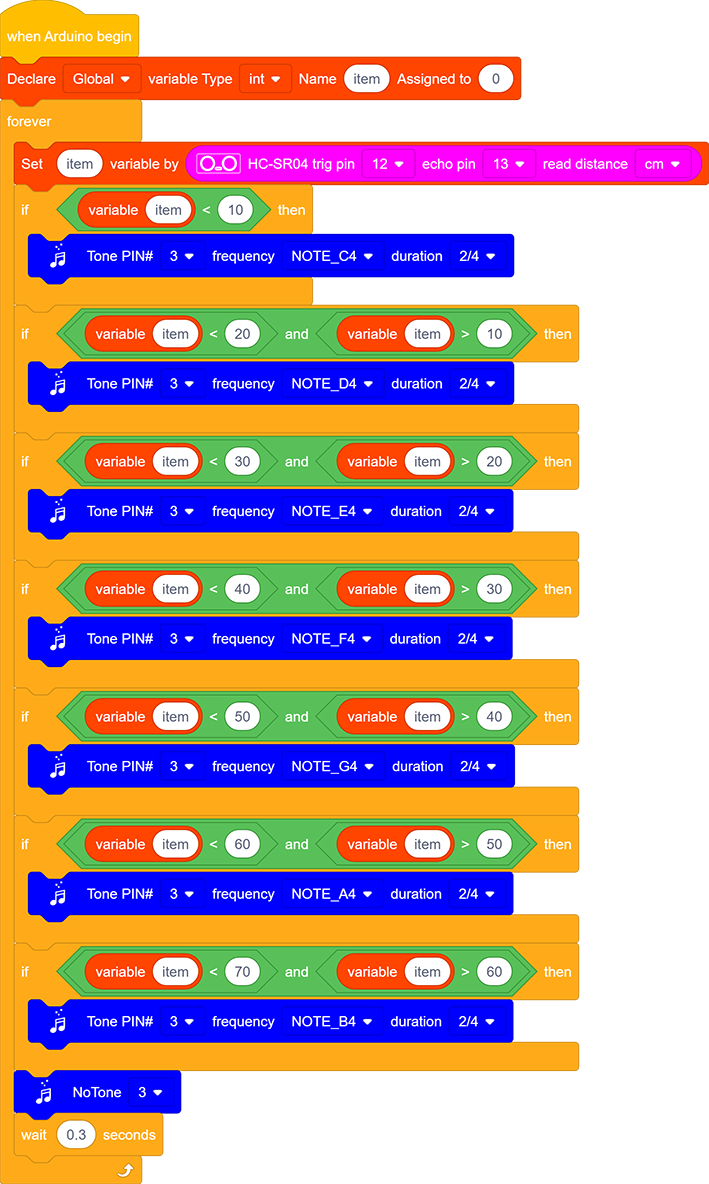 when Arduino begin
Declare Global variable Type int Name item Assigned to 0
forever
Set item variable by HC-SR04 trig pin 12 echo pin 13 read distance cm
if variable item < 10 then
Tone PIN# 3 frequency NOTE_C4 duration 2/4
if variable item < 20 and variable item > 10 then
Tone PIN# 3 frequency NOTE_D4 duration 2/4
if variable item < 30 and variable item > 20 then
Tone PIN# 3 frequency NOTE_E4 duration 2/4
if variable item < 40 and variable item > 30 then
Tone PIN# 3 frequency NOTE_F4 duration 2/4
if variable item < 50 and variable item > 40 then
Tone PIN# 3 frequency NOTE_G4 duration 2/4
if variable item < 60 and variable item > 50 then
Tone PIN# 3 frequency NOTE_A4 duration 2/4
if variable item < 70 and variable item > 60 then
Tone PIN# 3 frequency NOTE_B4 duration 2/4
NoTone 3
wait 0.3 seconds